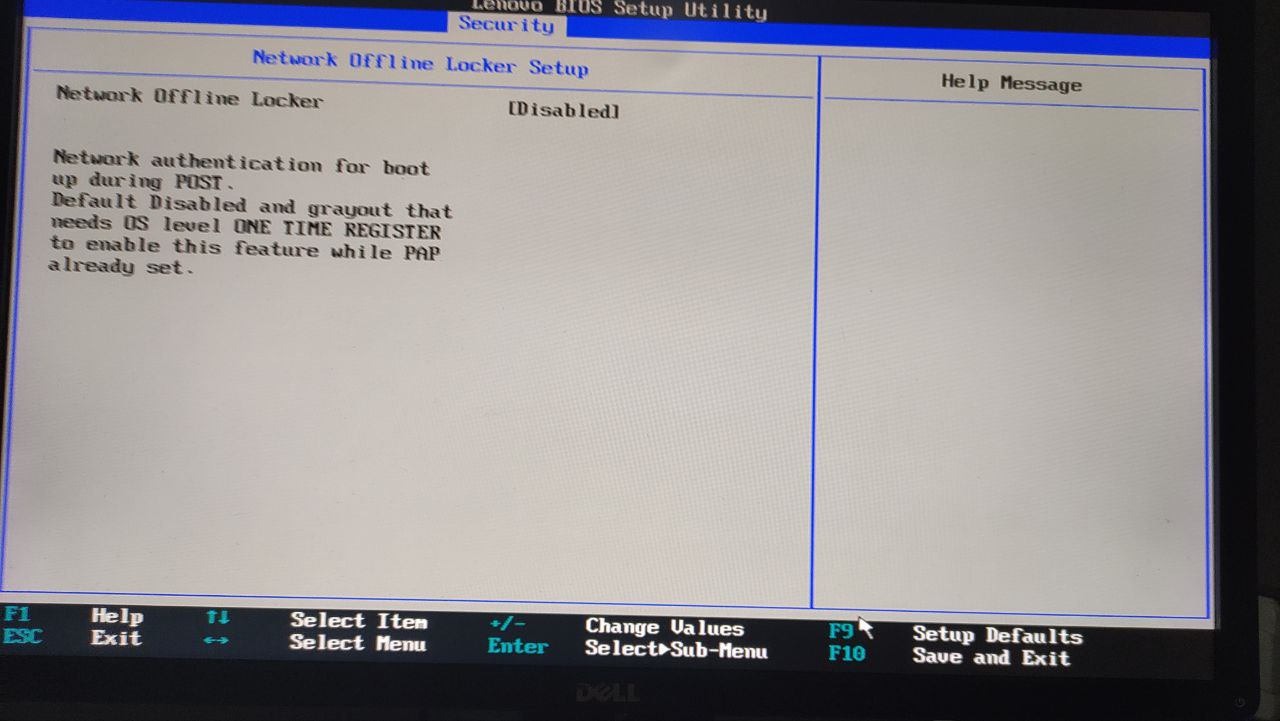 Lenovo BIOS Setup Utility
Security
Network Offline Locker Setup
Help Message
Network Offline Locker [Disabled]
Network authentication for boot
up during POST.
Default Disabled and grayout that
needs OS level ONE TIME REGISTER
to enable this feature while PAP
already set.
F1 Help ↑↓ Select Item +/- Change Values F9 Setup Defaults
ESC Exit ↔ Select Menu Enter Select▶Sub-Menu F10 Save and Exit
DELL